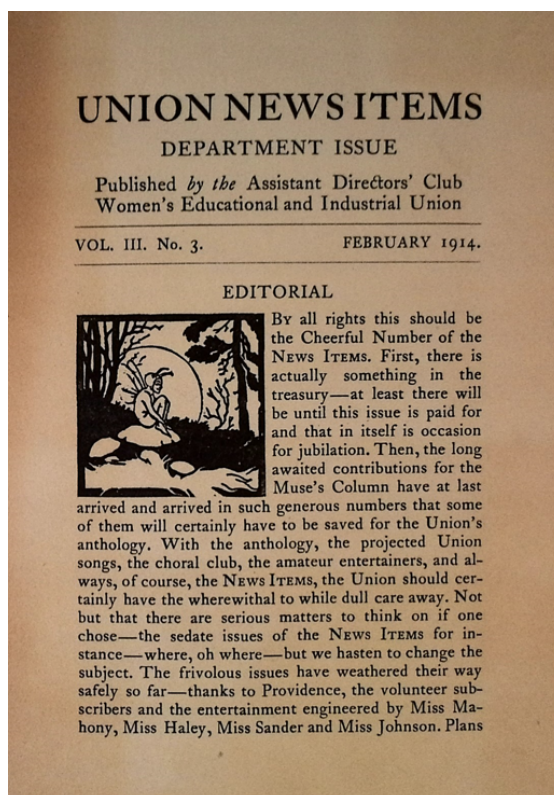 UNION NEWS ITEMS
DEPARTMENT ISSUE
Published by the Assistant Directors' Club
Women's Educational and Industrial Union
VOL. III. No. 3. FEBRUARY 1914.
EDITORIAL
By all rights this should be
the Cheerful Number of the
NEWS ITEMS. First, there is
actually something in the
treasury—at least there will
be until this issue is paid for
and that in itself is occasion
for jubilation. Then, the long
awaited contributions for the
Muse's Column have at last
arrived and arrived in such generous numbers that some
of them will certainly have to be saved for the Union's
anthology. With the anthology, the projected Union
songs, the choral club, the amateur entertainers, and al-
ways, of course, the NEWS ITEMS, the Union should cer-
tainly have the wherewithal to while dull care away. Not
but that there are serious matters to think on if one
chose—the sedate issues of the NEWS ITEMS for in-
stance—where, oh where—but we hasten to change the
subject. The frivolous issues have weathered their way
safely so far—thanks to Providence, the volunteer sub-
scribers and the entertainment engineered by Miss Ma-
hony, Miss Haley, Miss Sander and Miss Johnson. Plans